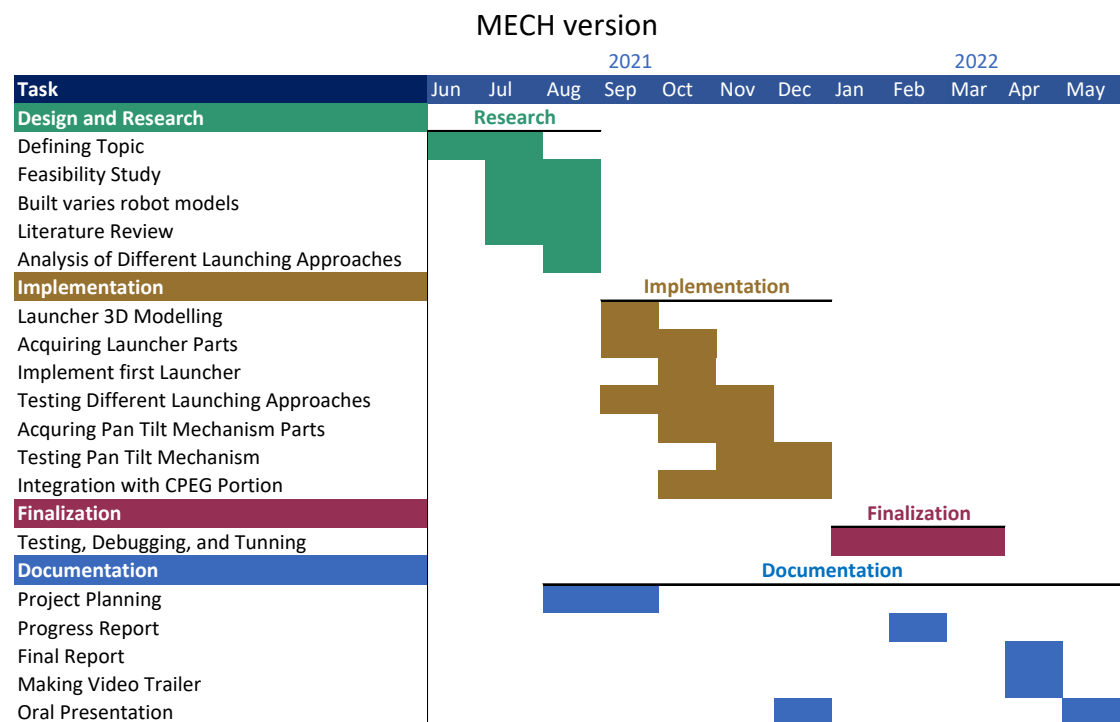 MECH version
2021 2022
Task Jun Jul Aug Sep Oct Nov Dec Jan Feb Mar Apr May
Design and Research Research
Defining Topic
Feasibility Study
Built varies robot models
Literature Review
Analysis of Different Launching Approaches
Implementation Implementation
Launcher 3D Modelling
Acquiring Launcher Parts
Implement first Launcher
Testing Different Launching Approaches
Acquring Pan Tilt Mechanism Parts
Testing Pan Tilt Mechanism
Integration with CPEG Portion
Finalization Finalization
Testing, Debugging, and Tunning
Documentation Documentation
Project Planning
Progress Report
Final Report
Making Video Trailer
Oral Presentation